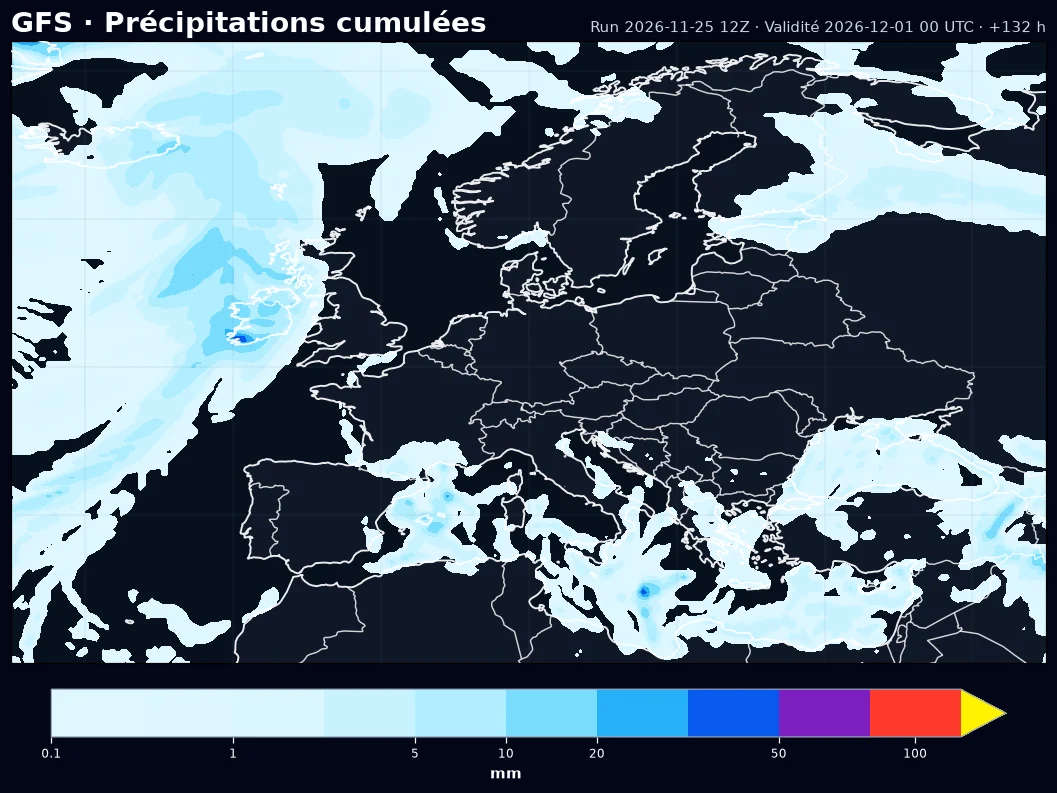 GFS · Précipitations cumulées
Run 2026-11-25 12Z · Validité 2026-12-01 00 UTC · +132 h
0.1 1 5 10 20 50 100
mm